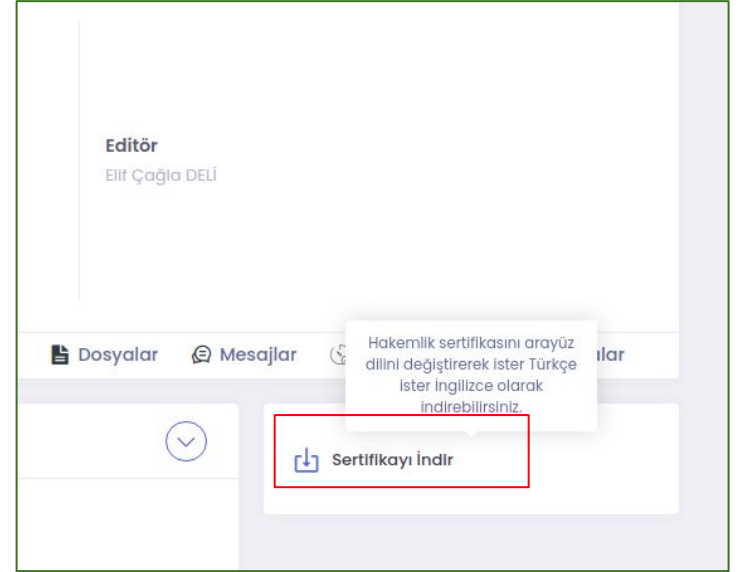 Editör
Elif Çağla DELİ
Dosyalar
Mesajlar
lar
Hakemlik sertifikasını arayüz
dilini değiştirerek ister Türkçe
ister İngilizce olarak
indirebilirsiniz.
Sertifikayı İndir